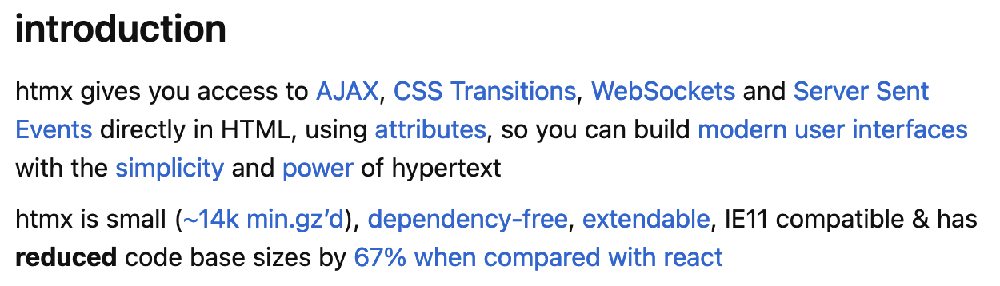 introduction
htmx gives you access to AJAX, CSS Transitions, WebSockets and Server Sent
Events directly in HTML, using attributes, so you can build modern user interfaces
with the simplicity and power of hypertext
htmx is small (~14k min.gz’d), dependency-free, extendable, IE11 compatible & has
reduced code base sizes by 67% when compared with react